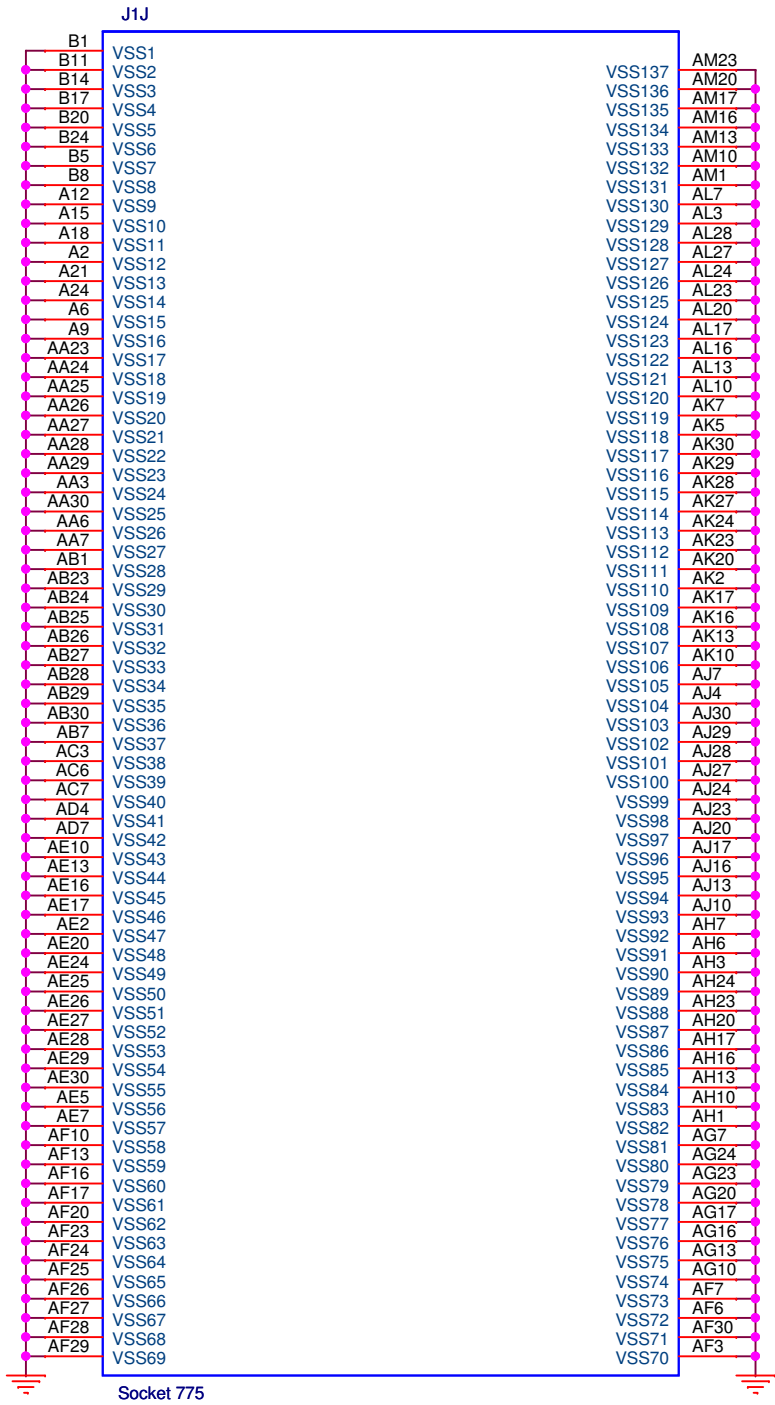 J1J
B1 VSS1
B11 VSS2
B14 VSS3
B17 VSS4
B20 VSS5
B24 VSS6
B5 VSS7
B8 VSS8
A12 VSS9
A15 VSS10
A18 VSS11
A2 VSS12
A21 VSS13
A24 VSS14
A6 VSS15
A9 VSS16
AA23 VSS17
AA24 VSS18
AA25 VSS19
AA26 VSS20
AA27 VSS21
AA28 VSS22
AA29 VSS23
AA3 VSS24
AA30 VSS25
AA6 VSS26
AA7 VSS27
AB1 VSS28
AB23 VSS29
AB24 VSS30
AB25 VSS31
AB26 VSS32
AB27 VSS33
AB28 VSS34
AB29 VSS35
AB30 VSS36
AB7 VSS37
AC3 VSS38
AC6 VSS39
AC7 VSS40
AD4 VSS41
AD7 VSS42
AE10 VSS43
AE13 VSS44
AE16 VSS45
AE17 VSS46
AE2 VSS47
AE20 VSS48
AE24 VSS49
AE25 VSS50
AE26 VSS51
AE27 VSS52
AE28 VSS53
AE29 VSS54
AE30 VSS55
AE5 VSS56
AE7 VSS57
AF10 VSS58
AF13 VSS59
AF16 VSS60
AF17 VSS61
AF20 VSS62
AF23 VSS63
AF24 VSS64
AF25 VSS65
AF26 VSS66
AF27 VSS67
AF28 VSS68
AF29 VSS69
VSS137 AM23
VSS136 AM20
VSS135 AM17
VSS134 AM16
VSS133 AM13
VSS132 AM10
VSS131 AM1
VSS130 AL7
VSS129 AL3
VSS128 AL28
VSS127 AL27
VSS126 AL24
VSS125 AL23
VSS124 AL20
VSS123 AL17
VSS122 AL16
VSS121 AL13
VSS120 AL10
VSS119 AK7
VSS118 AK5
VSS117 AK30
VSS116 AK29
VSS115 AK28
VSS114 AK27
VSS113 AK24
VSS112 AK23
VSS111 AK20
VSS110 AK2
VSS109 AK17
VSS108 AK16
VSS107 AK13
VSS106 AK10
VSS105 AJ7
VSS104 AJ4
VSS103 AJ30
VSS102 AJ29
VSS101 AJ28
VSS100 AJ27
VSS99 AJ24
VSS98 AJ23
VSS97 AJ20
VSS96 AJ17
VSS95 AJ16
VSS94 AJ13
VSS93 AJ10
VSS92 AH7
VSS91 AH6
VSS90 AH3
VSS89 AH24
VSS88 AH23
VSS87 AH20
VSS86 AH17
VSS85 AH16
VSS84 AH13
VSS83 AH10
VSS82 AH1
VSS81 AG7
VSS80 AG24
VSS79 AG23
VSS78 AG20
VSS77 AG17
VSS76 AG16
VSS75 AG13
VSS74 AG10
VSS73 AF7
VSS72 AF6
VSS71 AF30
VSS70 AF3
Socket 775